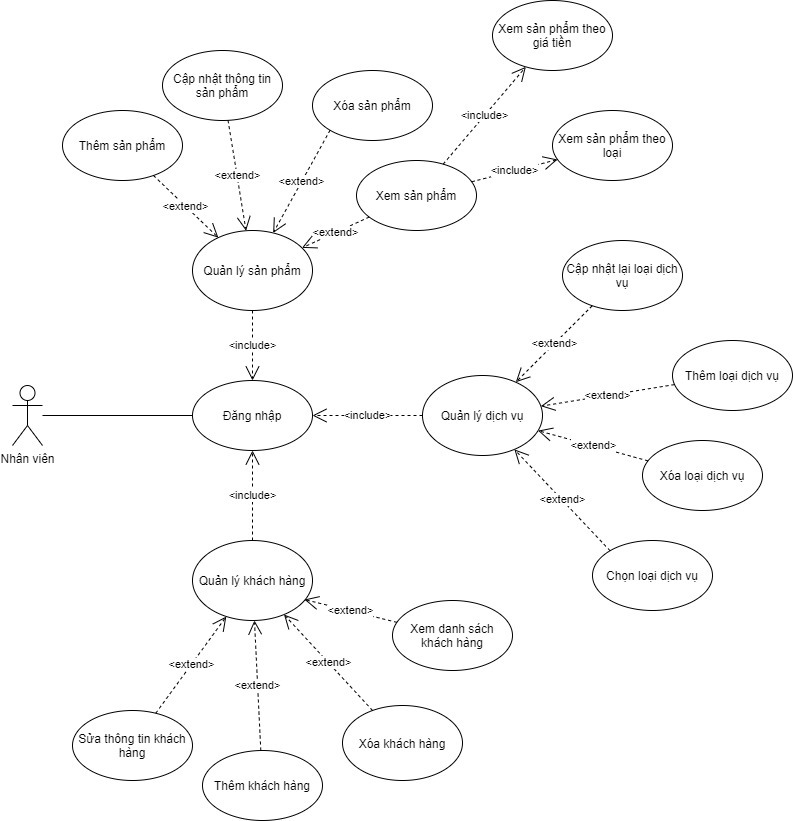 Xem sản phẩm theo
giá tiền
Cập nhật thông tin
sản phẩm
Xóa sản phẩm
<include>
Thêm sản phẩm
Xem sản phẩm theo
loại
<extend>
<extend>
<include>
Xem sản phẩm
<extend>
<extend>
Quản lý sản phẩm
Cập nhật lại loại dịch
vụ
<include>
<extend>
Thêm loại dịch vụ
<extend>
Nhân viên
Đăng nhập
<include>
Quản lý dịch vụ
<extend>
Xóa loại dịch vụ
<include>
<extend>
Chọn loại dịch vụ
Quản lý khách hàng
<extend>
Xem danh sách
khách hàng
<extend>
<extend>
<extend>
Sửa thông tin khách
hàng
Xóa khách hàng
Thêm khách hàng